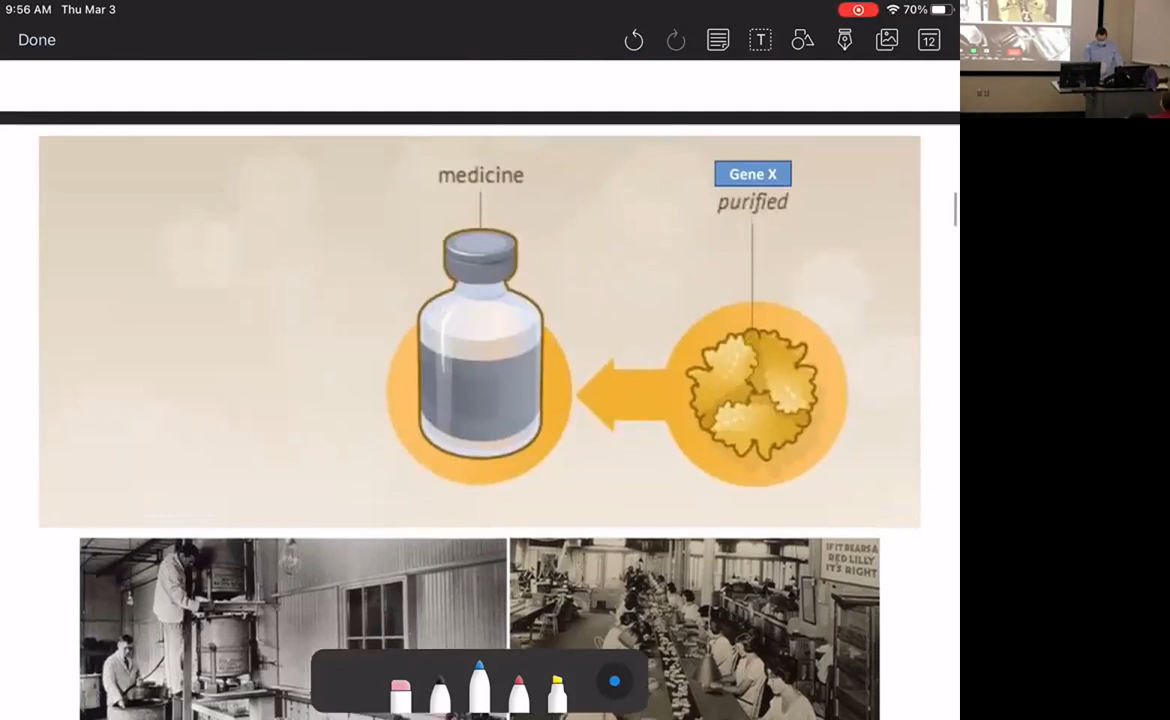 9:56 AM Thu Mar 3
70%
Done
T
12
medicine
Gene X
purified
IF IT BEARS A
RED LILLY
IT'S RIGHT